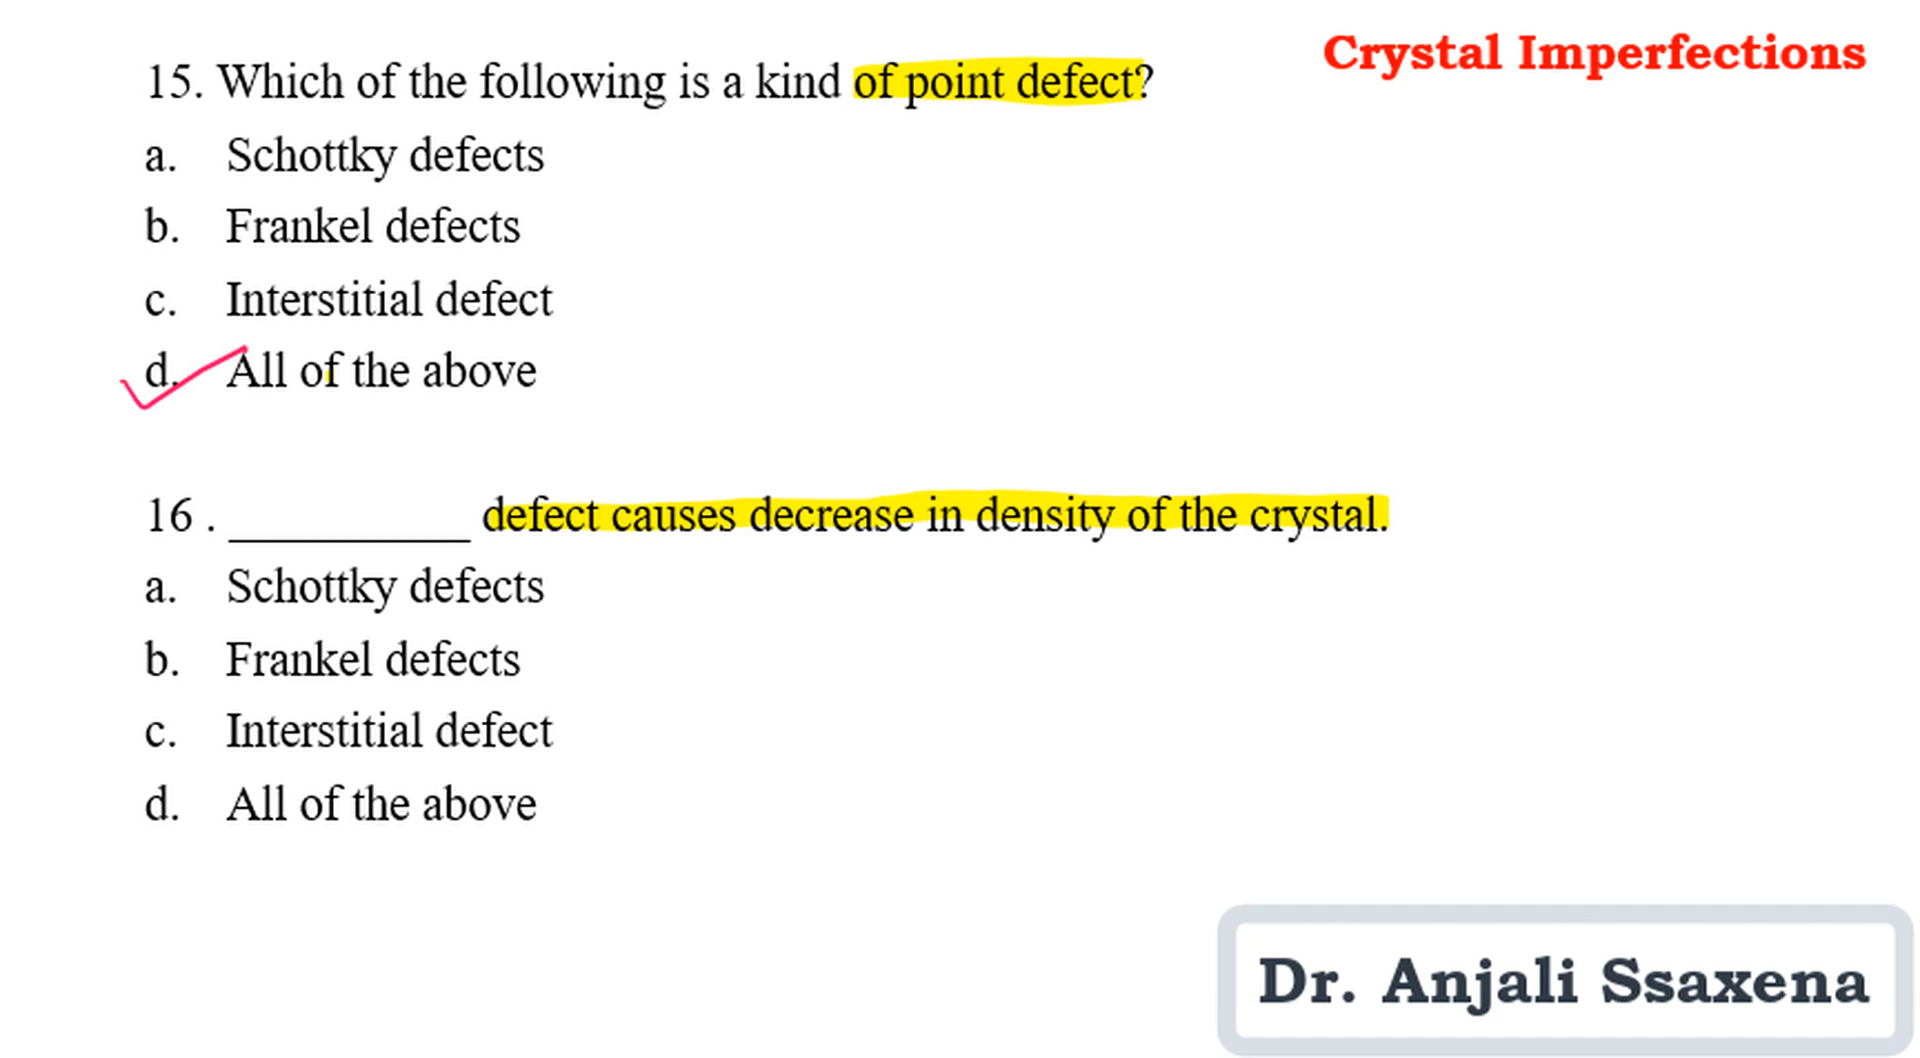 Crystal Imperfections
15. Which of the following is a kind of point defect?
a. Schottky defects
b. Frankel defects
c. Interstitial defect
d. All of the above
16 . __________ defect causes decrease in density of the crystal.
a. Schottky defects
b. Frankel defects
c. Interstitial defect
d. All of the above
Dr. Anjali Ssaxena